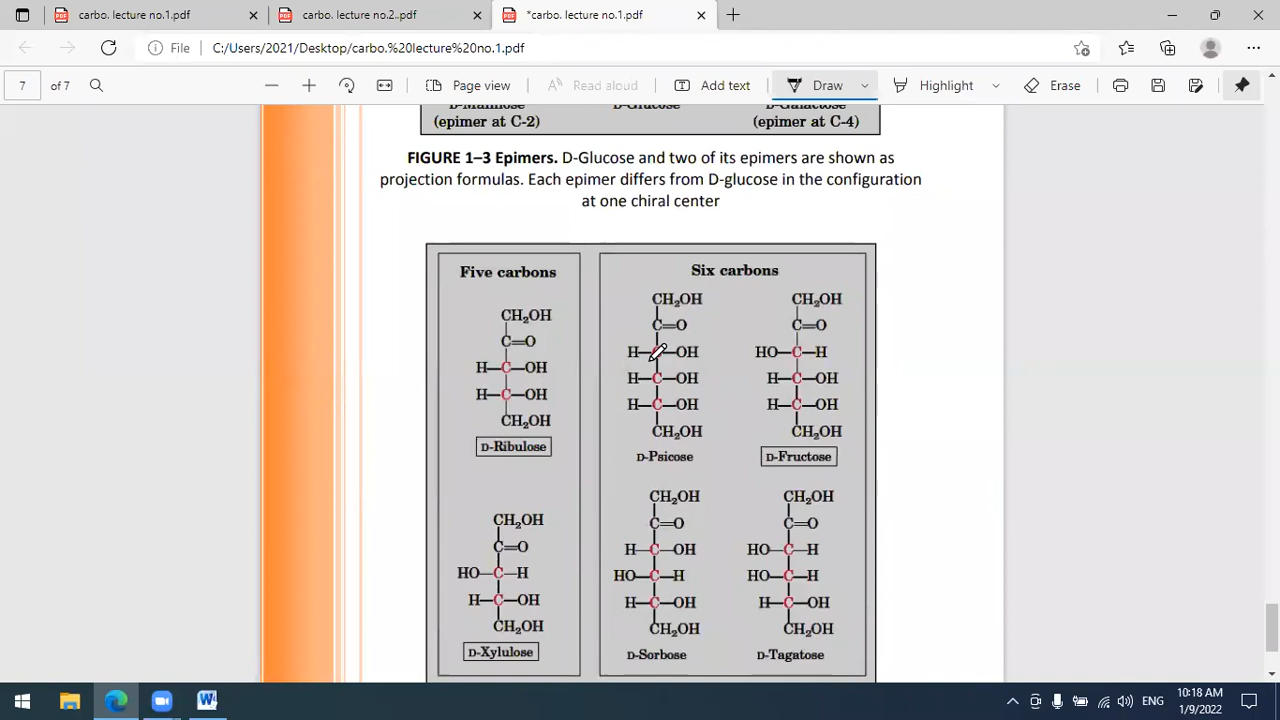 carbo. lecture no.1.pdf
carbo. lecture no.2..pdf
*carbo. lecture no.1.pdf
File
C:/Users/2021/Desktop/carbo.%20lecture%20no.1.pdf
7 of 7
Page view
Read aloud
Add text
Draw
Highlight
Erase
D-Mannose D-Glucose D-Galactose
(epimer at C-2) (epimer at C-4)
FIGURE 1–3 Epimers. D-Glucose and two of its epimers are shown as
projection formulas. Each epimer differs from D-glucose in the configuration
at one chiral center
Five carbons
CH₂OH
C=O
H—C—OH
H—C—OH
CH₂OH
D-Ribulose
CH₂OH
C=O
HO—C—H
H—C—OH
CH₂OH
D-Xylulose
Six carbons
CH₂OH
C=O
H—C—OH
H—C—OH
H—C—OH
CH₂OH
D-Psicose
CH₂OH
C=O
HO—C—H
H—C—OH
H—C—OH
CH₂OH
D-Fructose
CH₂OH
C=O
H—C—OH
HO—C—H
H—C—OH
CH₂OH
D-Sorbose
CH₂OH
C=O
HO—C—H
HO—C—H
H—C—OH
CH₂OH
D-Tagatose
ENG
10:18 AM
1/9/2022